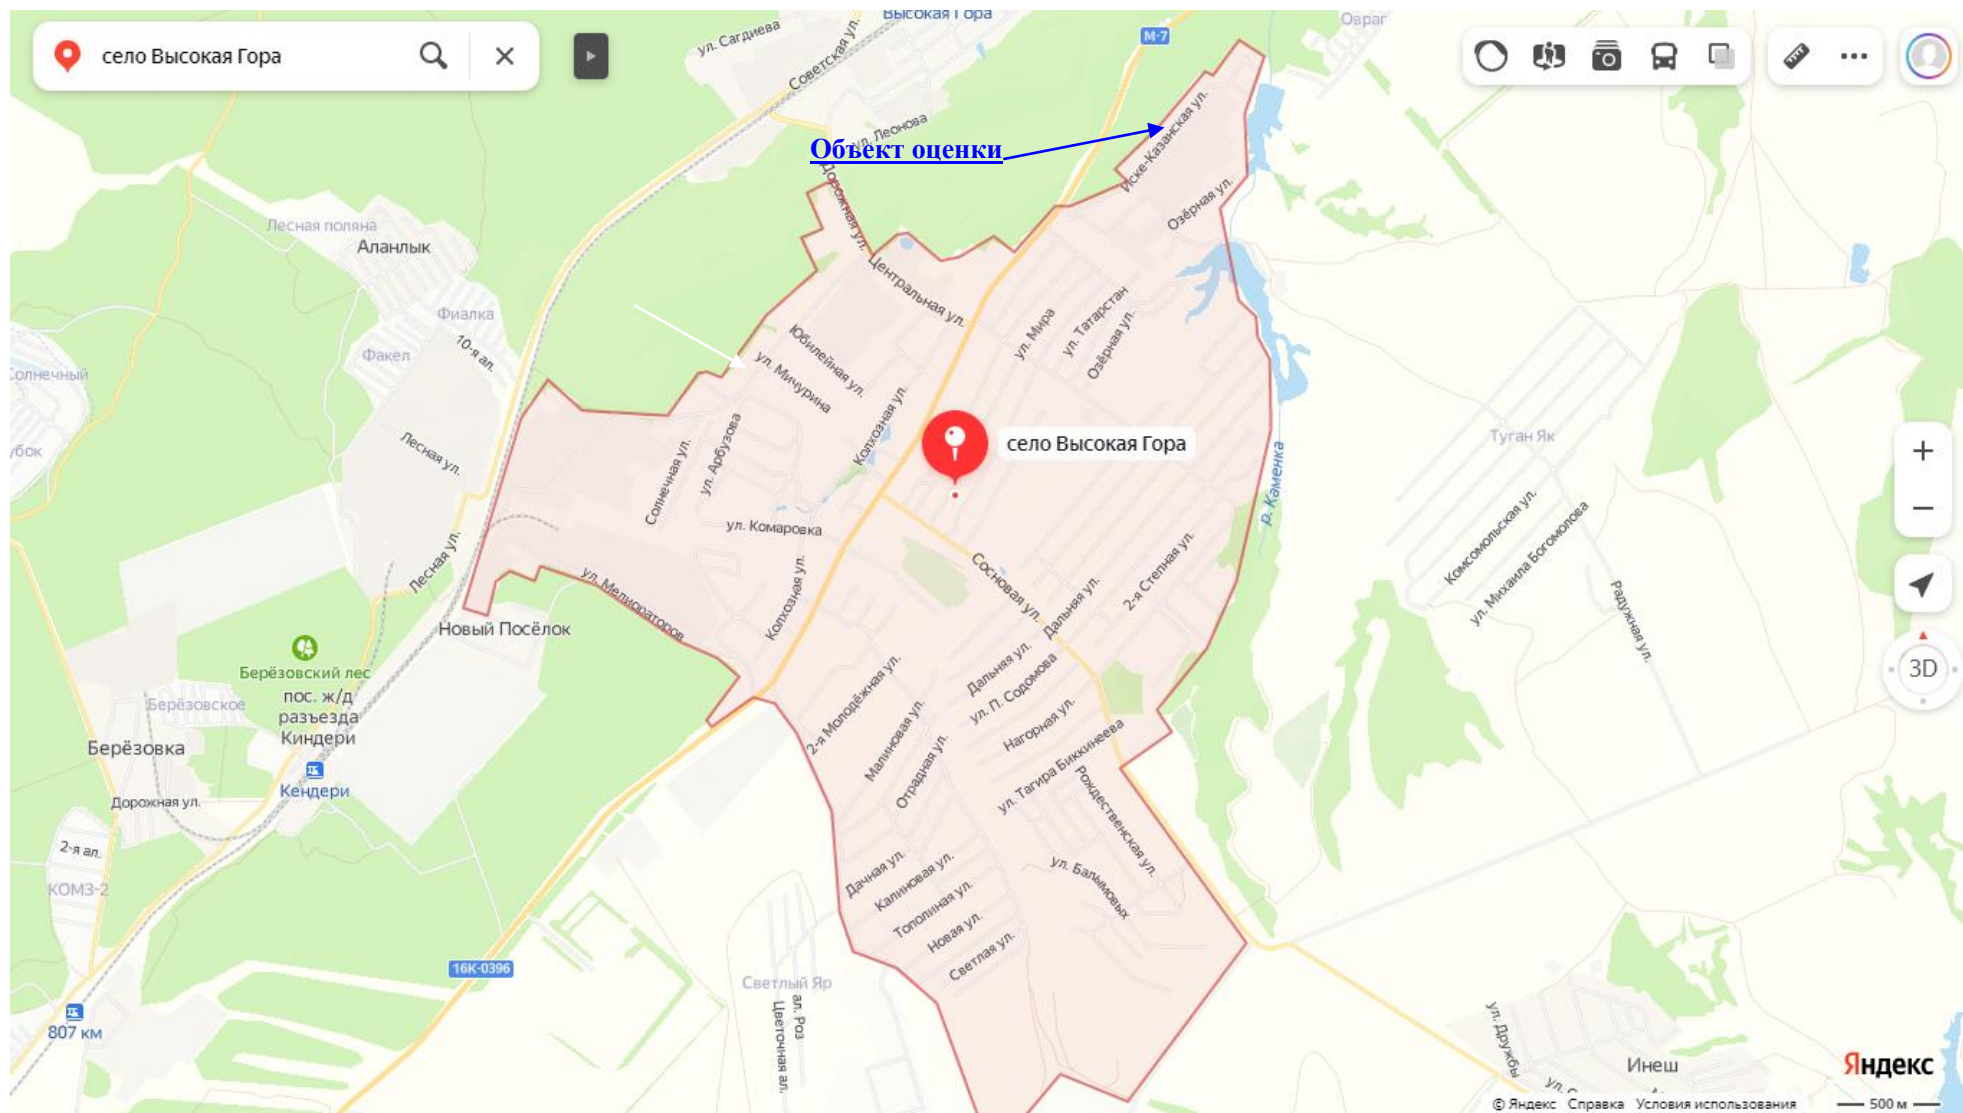 село Высокая Гора
Высокая Гора
М-7
Овраг
ул. Сагдиева
Советская ул.
ул. Леонова
Объект оценки
Иске-Казанская ул.
Озёрная ул.
Дорожная ул.
Лесная поляна
Аланлык
Центральная ул.
Фиалка
10-я ал.
Факел
Солнечный
ул. Мира
ул. Татарстан
Озёрная ул.
Юбилейная ул.
ул. Мичурина
Колхозная ул.
Лесная ул.
Солнечная ул.
ул. Арбузова
село Высокая Гора
р. Каменка
Туган Як
Комсомольская ул.
ул. Михаила Богомолова
Радужная ул.
ул. Комаровка
Лесная ул.
Сосновая ул.
2-я Степная ул.
Дальняя ул.
ул. Мелиораторов
Колхозная ул.
Новый Посёлок
Берёзовский лес
пос. ж/д
разъезда
Киндери
Берёзовское
Берёзовка
Кендери
Дорожная ул.
Дальняя ул.
ул. П. Содомова
Нагорная ул.
ул. Тагира Биккинеева
2-я Молодёжная ул.
Малиновая ул.
Отрадная ул.
Рождественская ул.
ул. Балымовых
2-я ал.
КОМЗ-2
Дачная ул.
Калиновая ул.
Тополиная ул.
Новая ул.
Светлая ул.
16К-0396
Светлый Яр
ал. Роз
Цветочная ал.
807 км
ул. Дружбы
Инеш
3D
Яндекс
© Яндекс Справка Условия использования
500 м